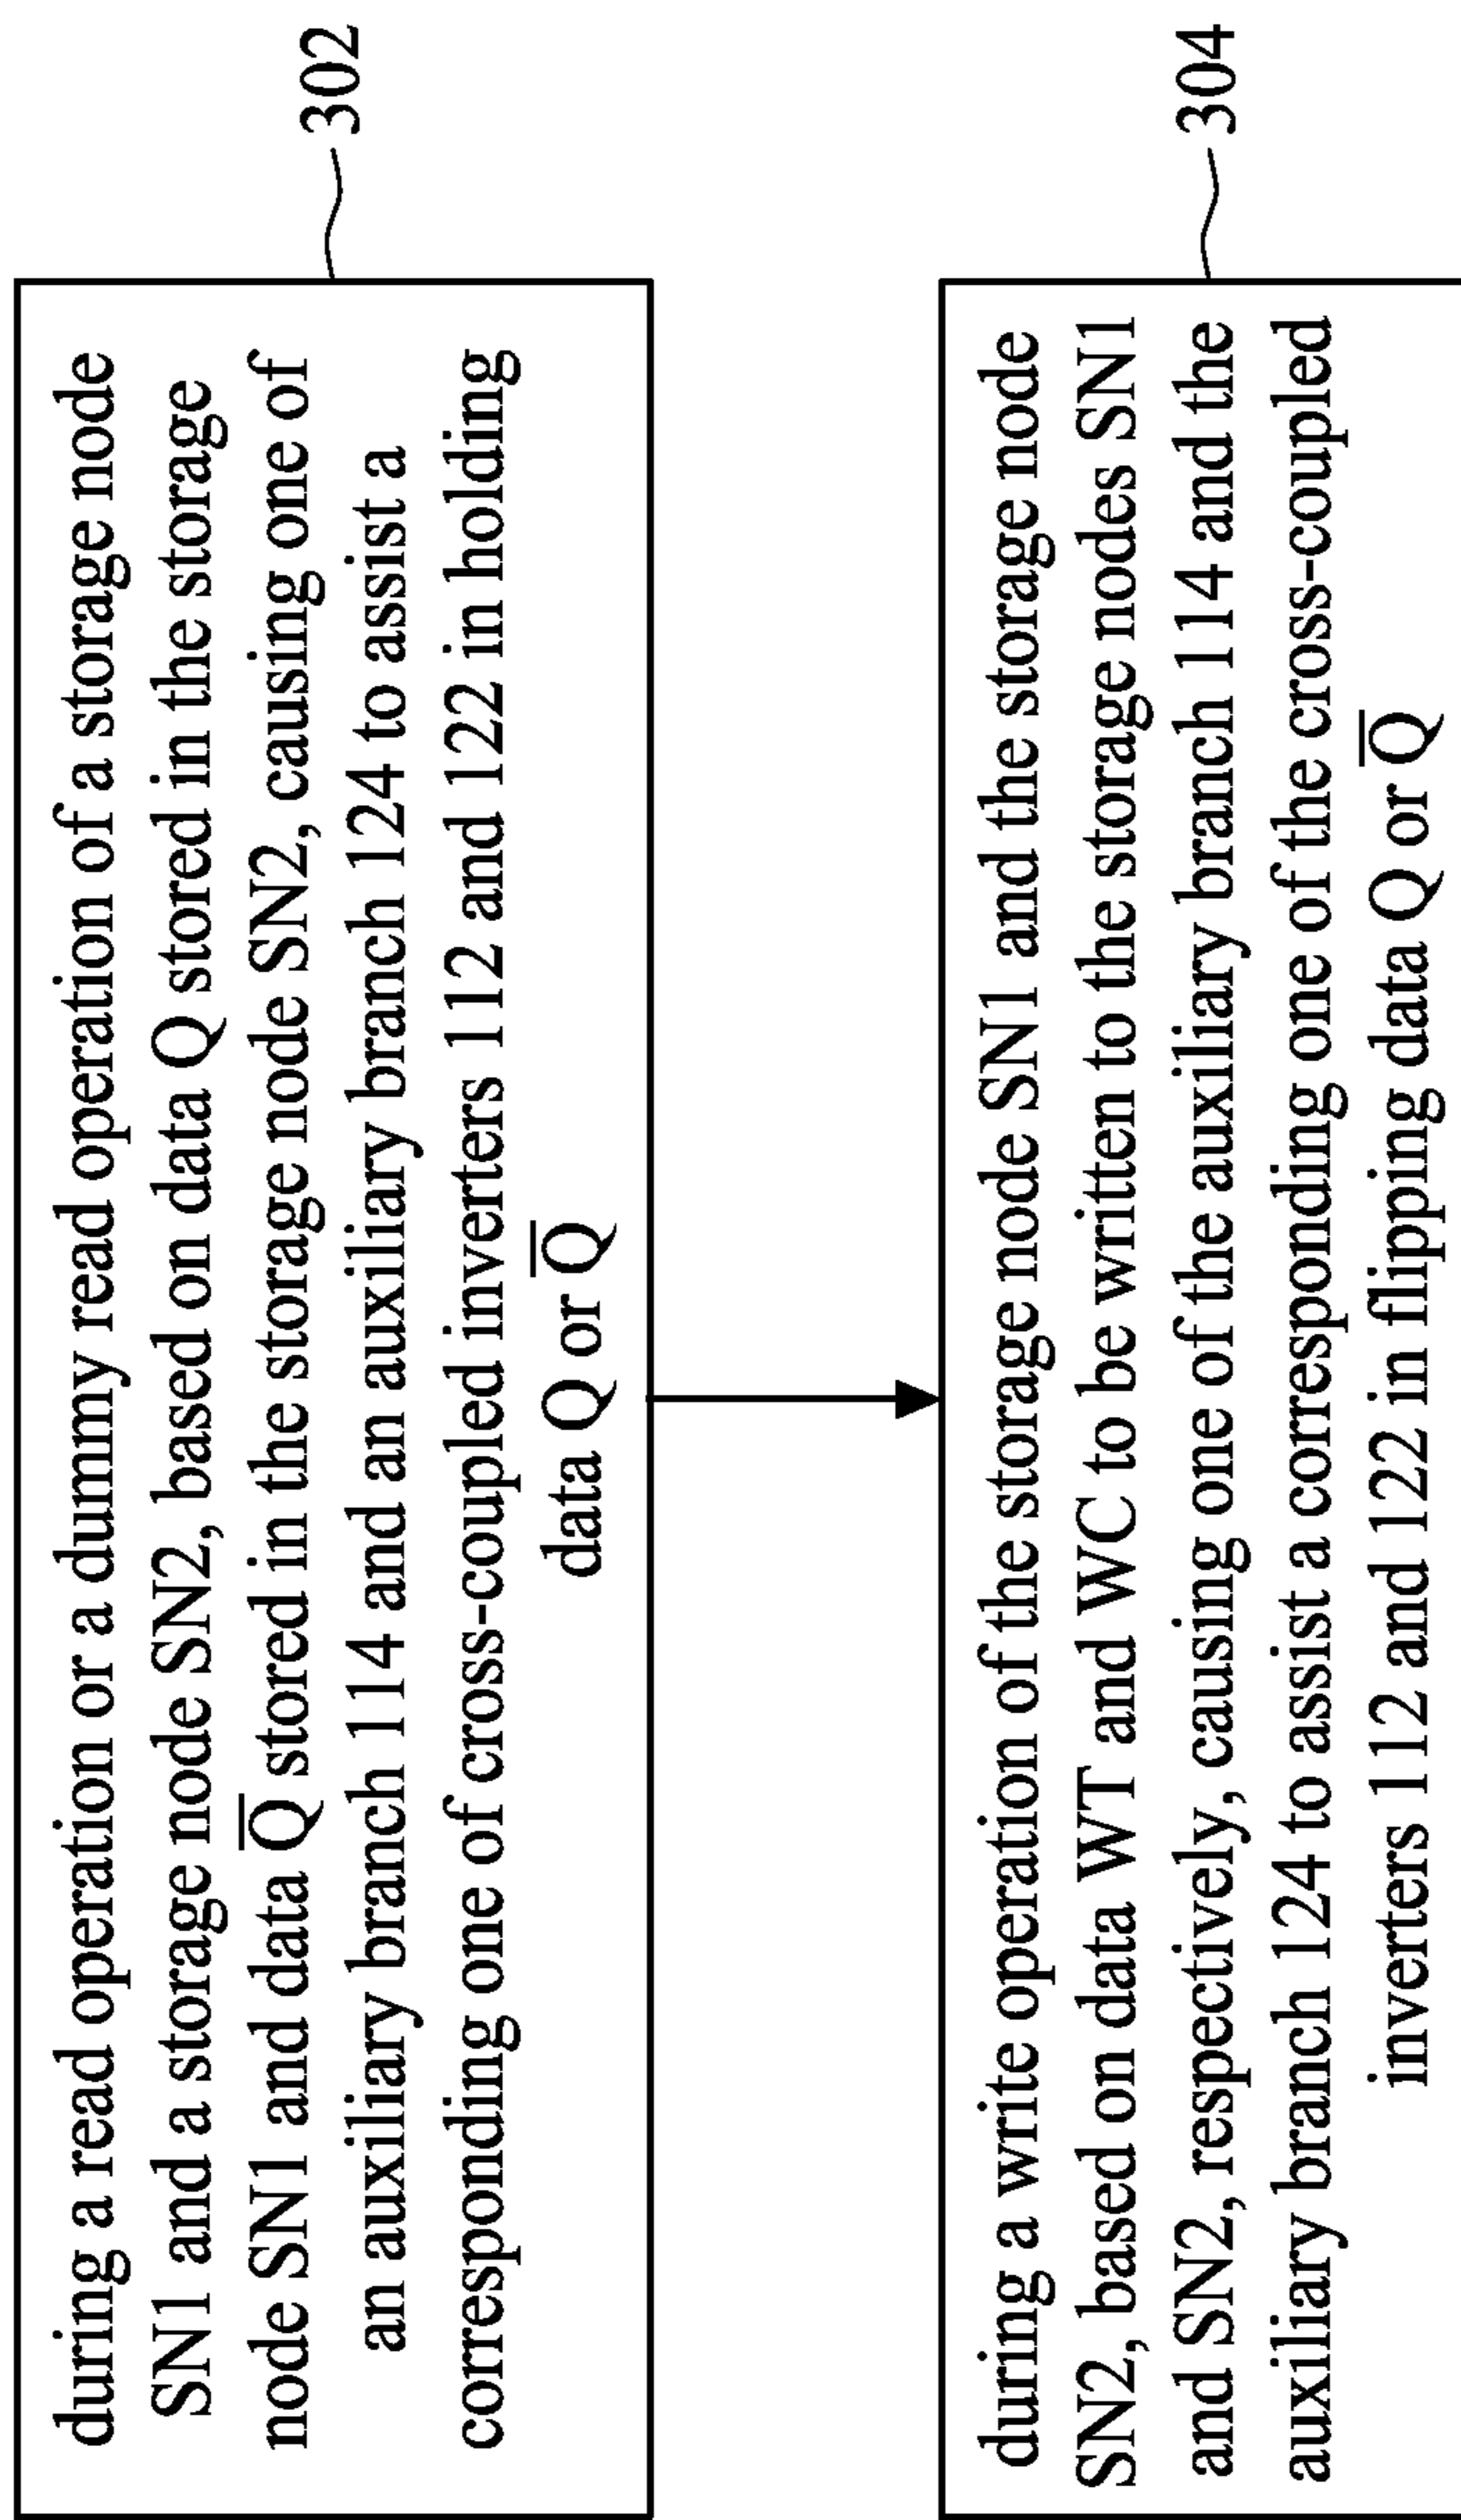 during a read operation or a dummy read operation of a storage node
SN1 and a storage node SN2, based on data Q stored in the storage
node SN1 and data Q̅ stored in the storage node SN2, causing one of
an auxiliary branch 114 and an auxiliary branch 124 to assist a
corresponding one of cross-coupled inverters 112 and 122 in holding
data Q or Q̅
302
during a write operation of the storage node SN1 and the storage node
SN2, based on data WT and WC to be written to the storage nodes SN1
and SN2, respectively, causing one of the auxiliary branch 114 and the
auxiliary branch 124 to assist a corresponding one of the cross-coupled
inverters 112 and 122 in flipping data Q or Q̅
304